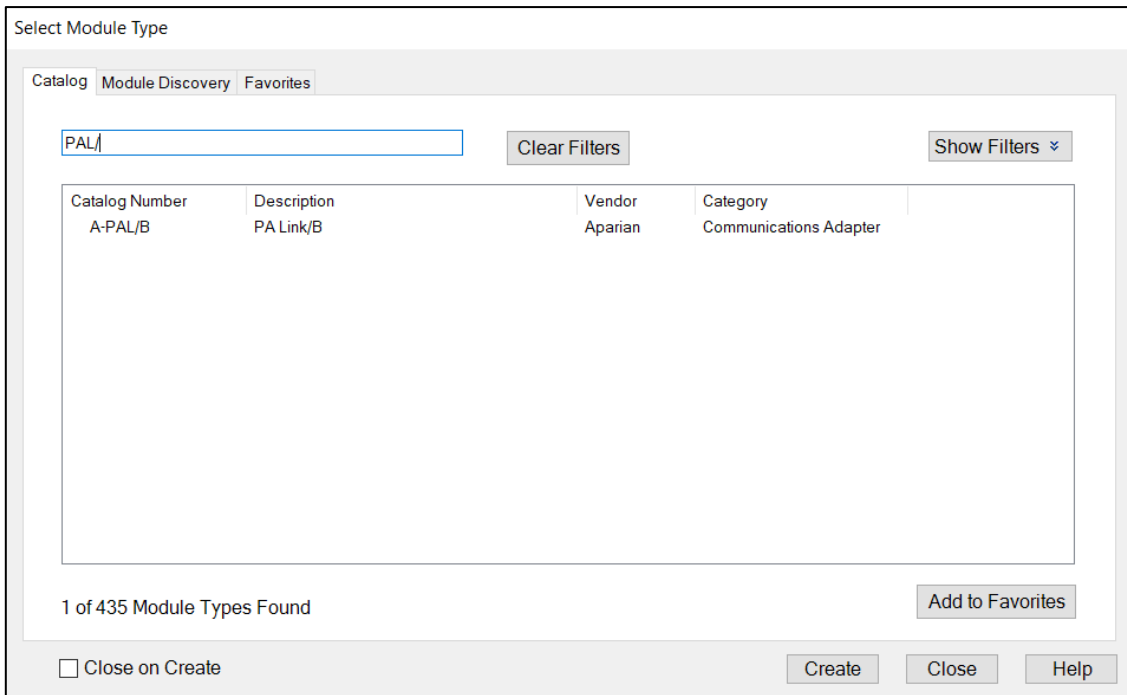 Select Module Type
Catalog Module Discovery Favorites
PAL/
Clear Filters
Show Filters
Catalog Number Description Vendor Category
A-PAL/B PA Link/B Aparian Communications Adapter
1 of 435 Module Types Found
Add to Favorites
Close on Create
Create Close Help